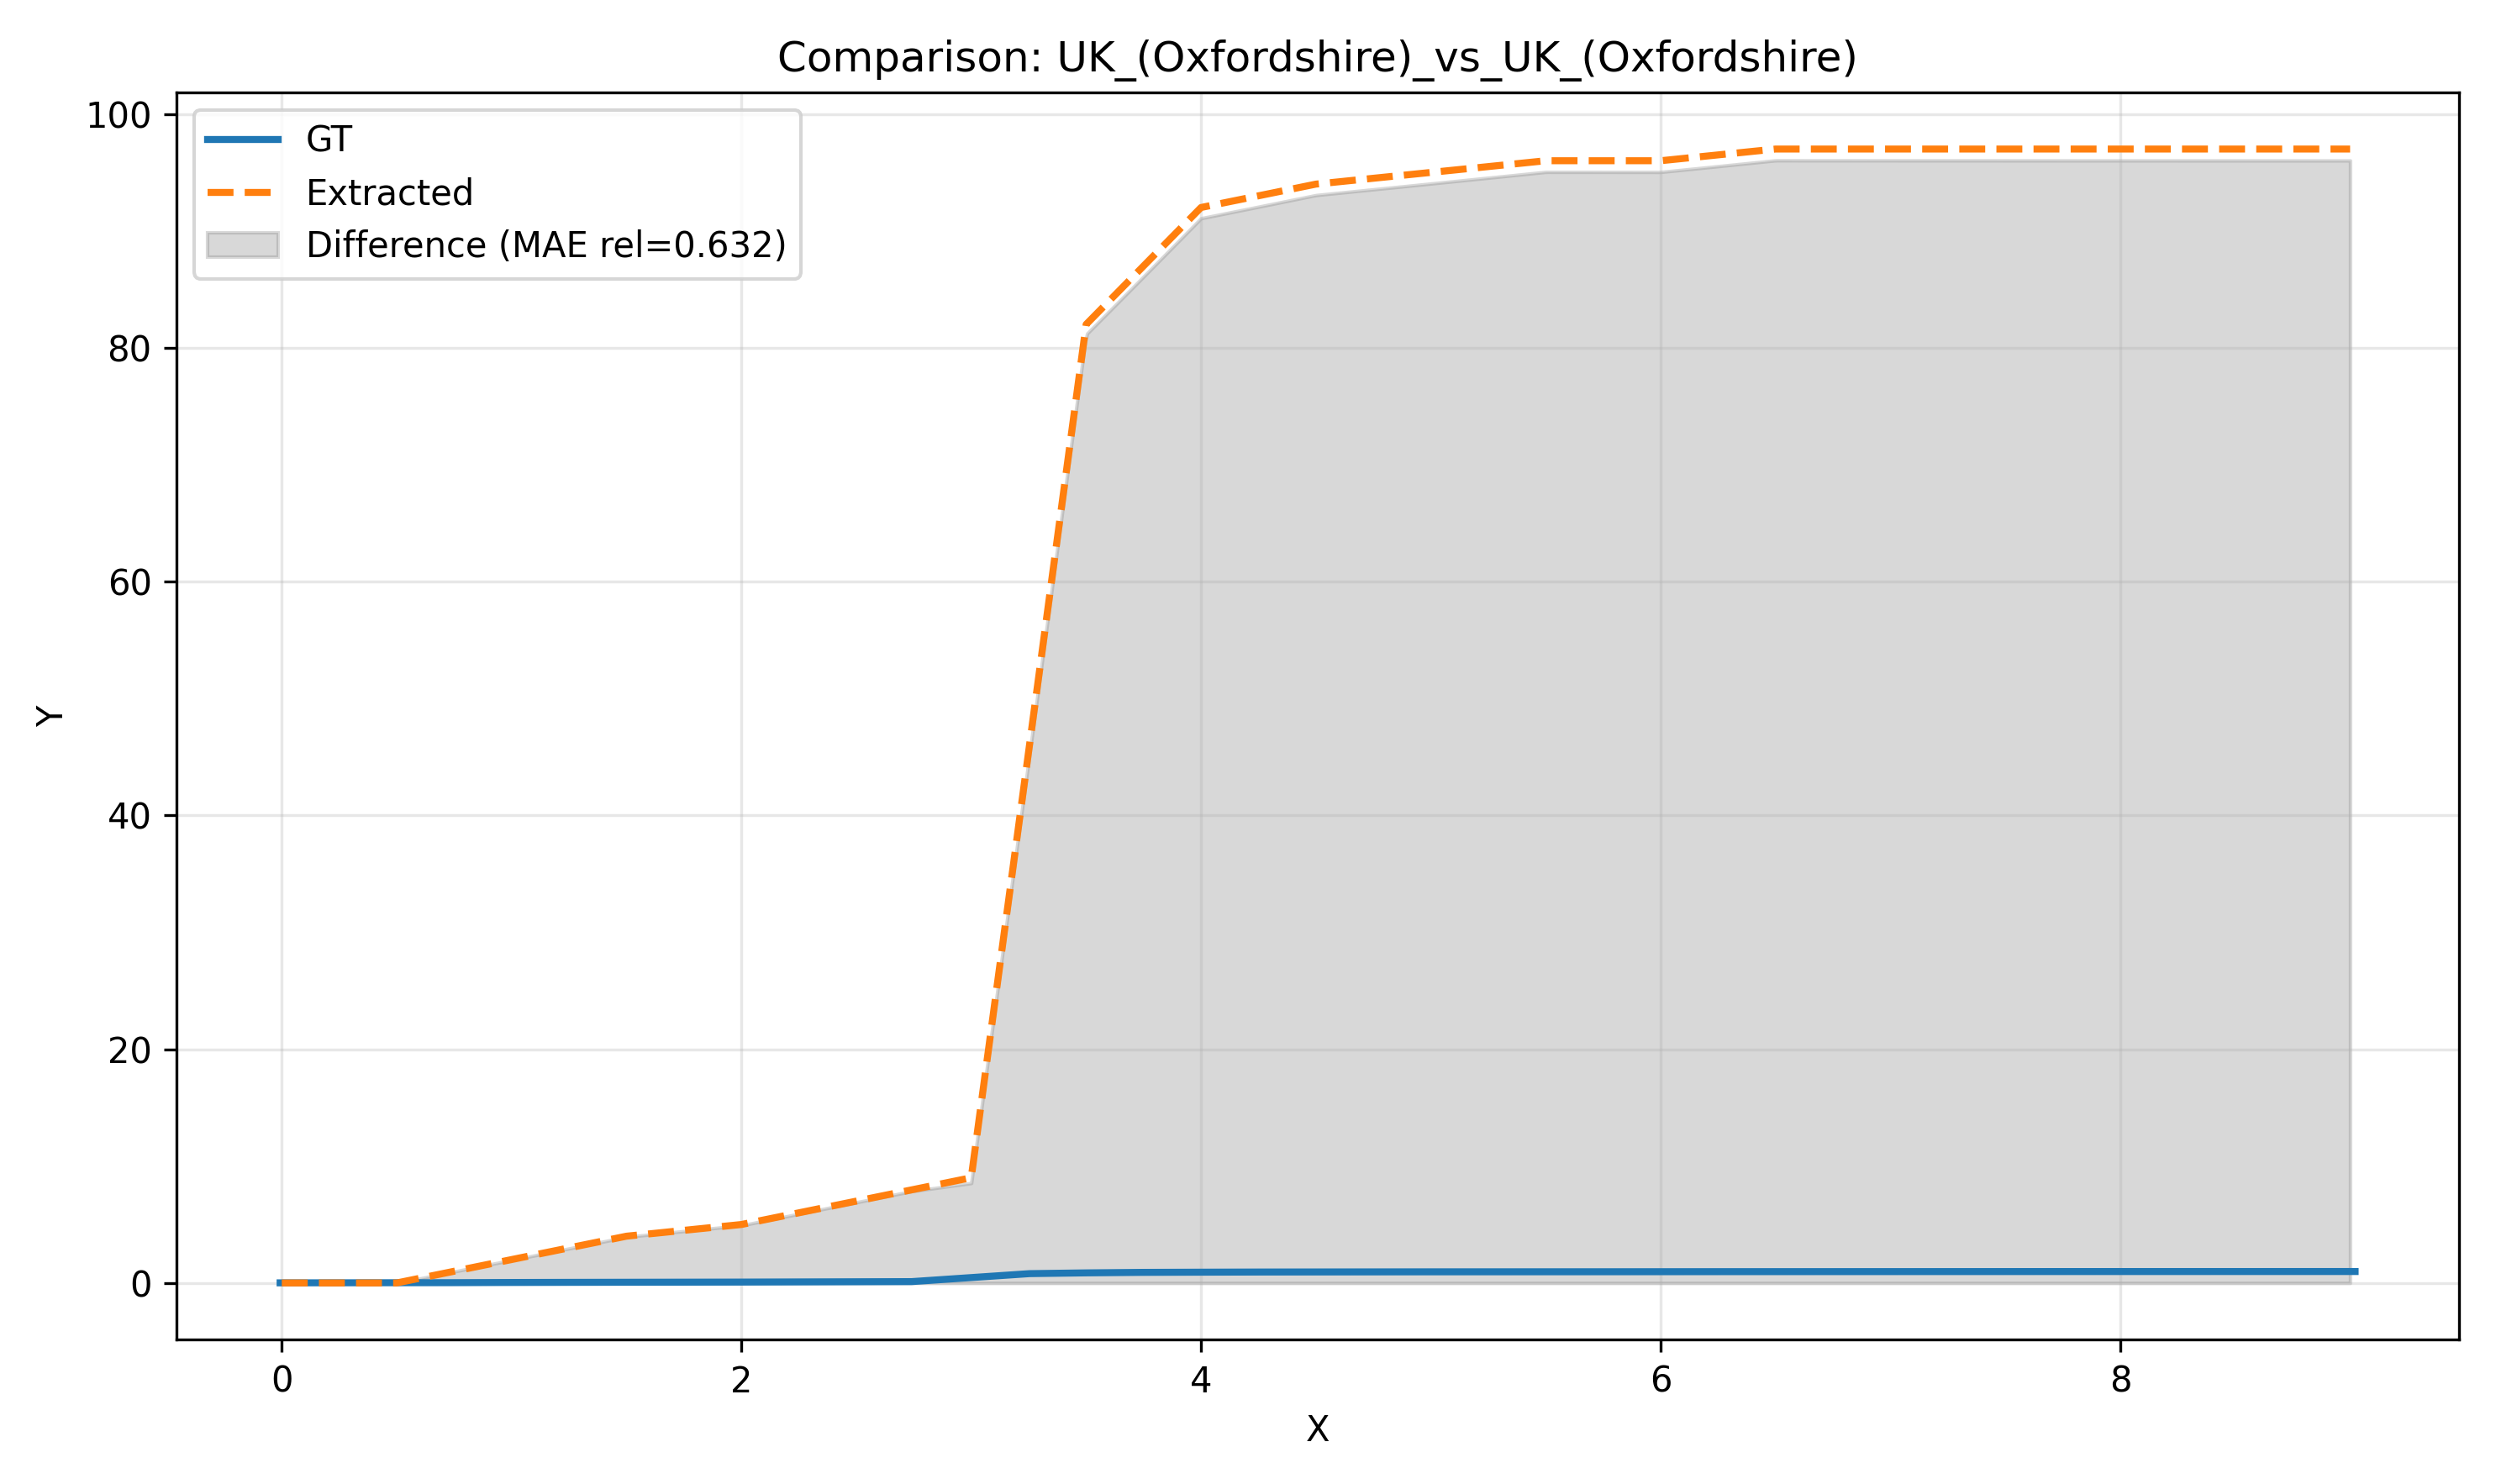 Comparison: UK_(Oxfordshire)_vs_UK_(Oxfordshire)
GT
Extracted
Difference (MAE rel=0.632)
100
80
60
40
20
0
Y
0 2 4 6 8
X